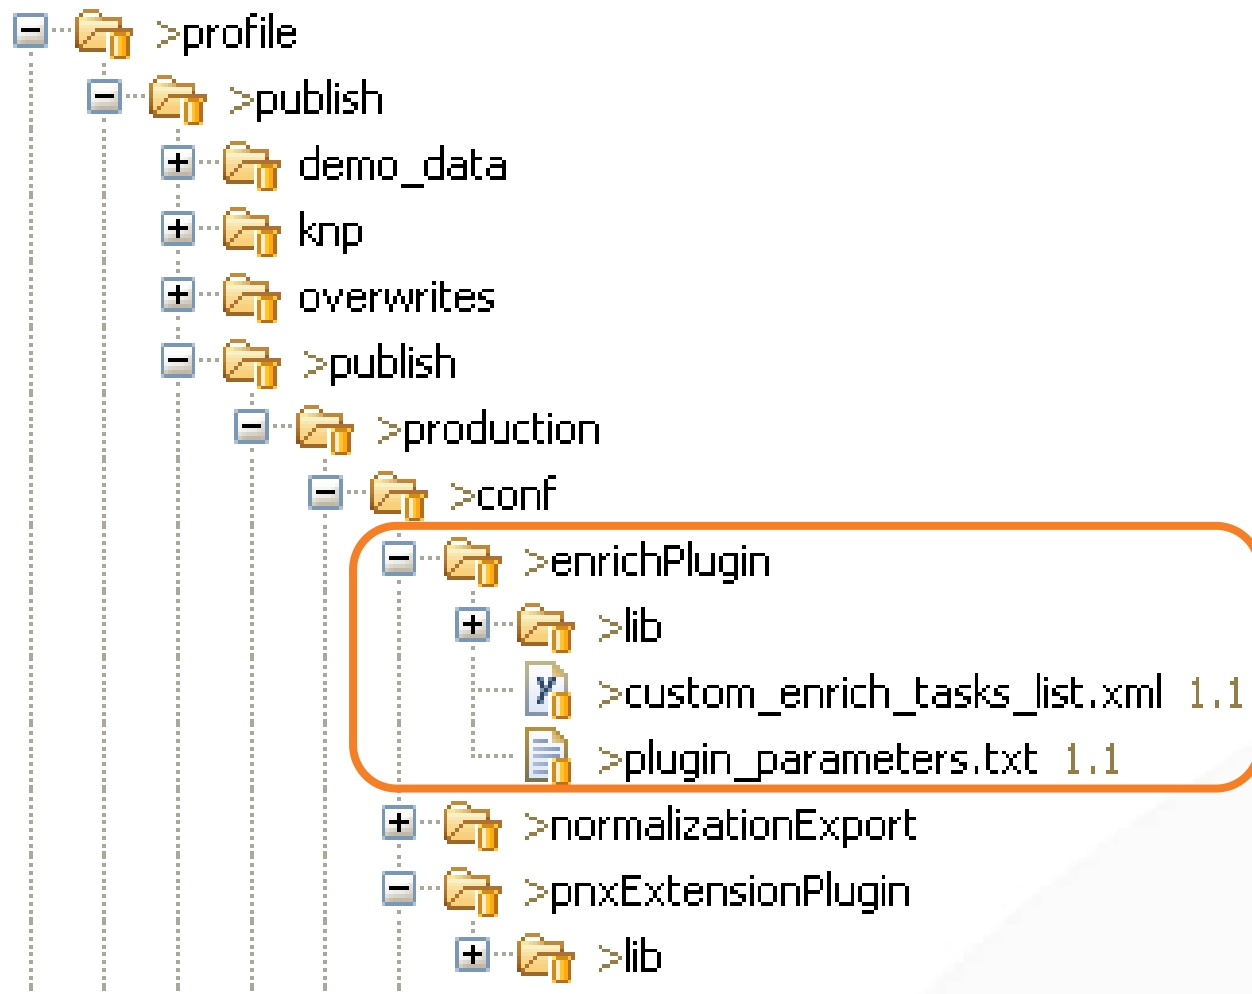 >profile
>publish
demo_data
knp
overwrites
>publish
>production
>conf
>enrichPlugin
>lib
>custom_enrich_tasks_list.xml 1.1
>plugin_parameters.txt 1.1
>normalizationExport
>pnxExtensionPlugin
>lib